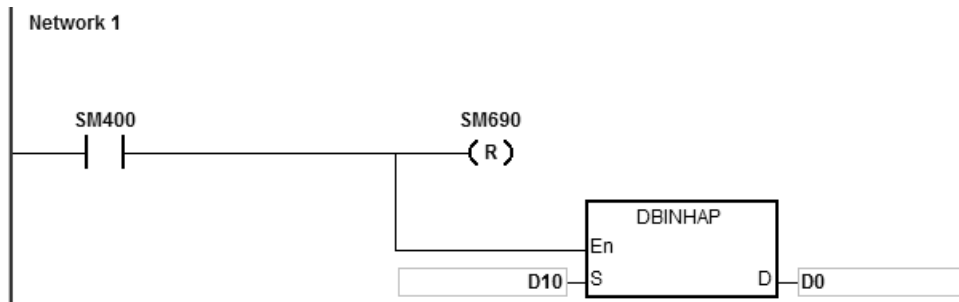 Network 1
SM400 SM690
( R )
DBINHAP
En
D10 S D D0